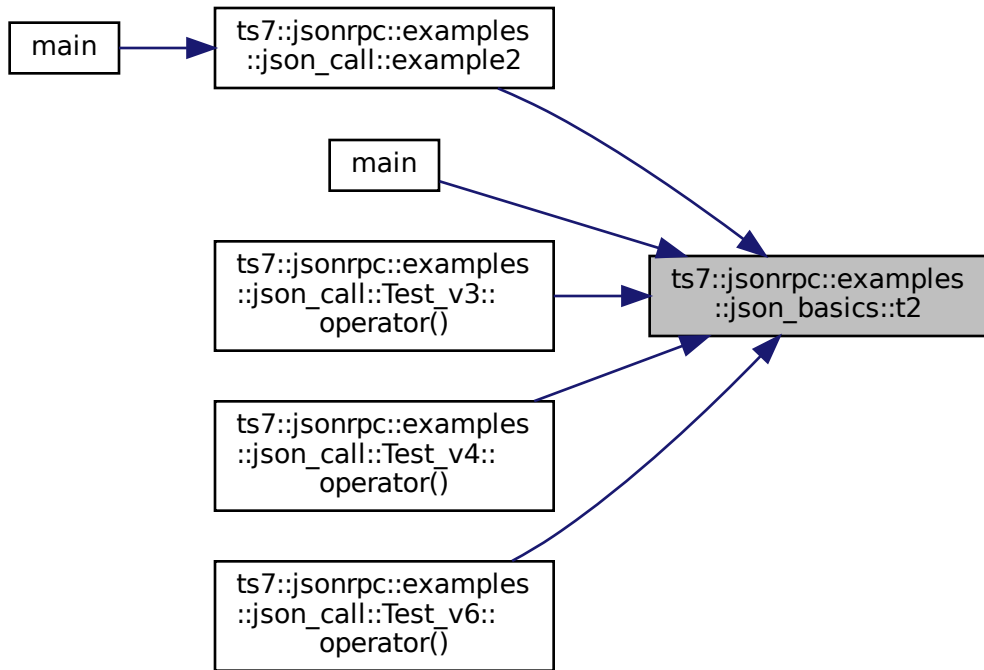 main
ts7::jsonrpc::examples
::json_call::example2
main
ts7::jsonrpc::examples
::json_call::Test_v3::
operator()
ts7::jsonrpc::examples
::json_basics::t2
ts7::jsonrpc::examples
::json_call::Test_v4::
operator()
ts7::jsonrpc::examples
::json_call::Test_v6::
operator()